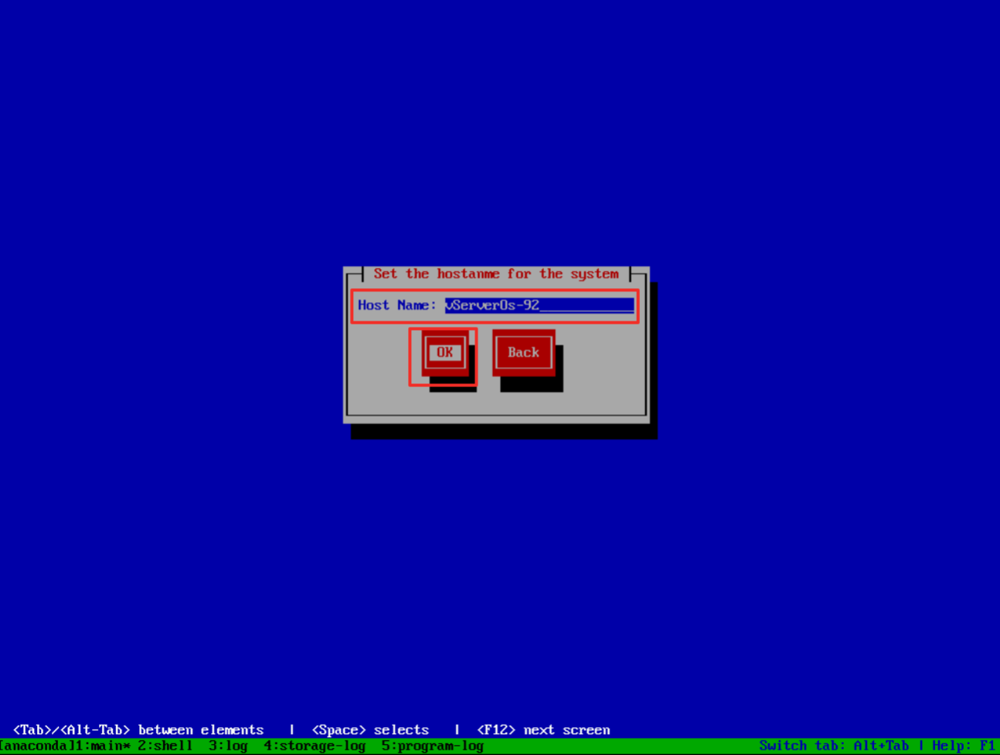 Set the hostanme for the system
Host Name: vServerOs-92
OK Back
<Tab>/<Alt-Tab> between elements | <Space> selects | <F12> next screen
[anaconda]1:main* 2:shell 3:log 4:storage-log 5:program-log Switch tab: Alt+Tab | Help: F1